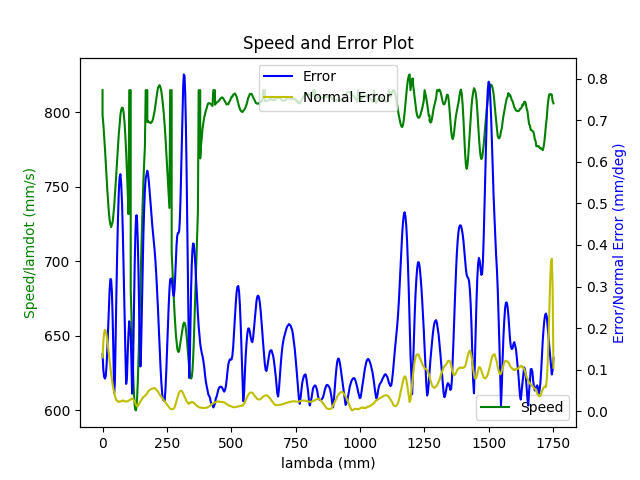 Speed and Error Plot
Error
Normal Error
Speed
Speed/lamdot (mm/s)
800
750
700
650
600
Error/Normal Error (mm/deg)
0.8
0.7
0.6
0.5
0.4
0.3
0.2
0.1
0.0
0 250 500 750 1000 1250 1500 1750
lambda (mm)